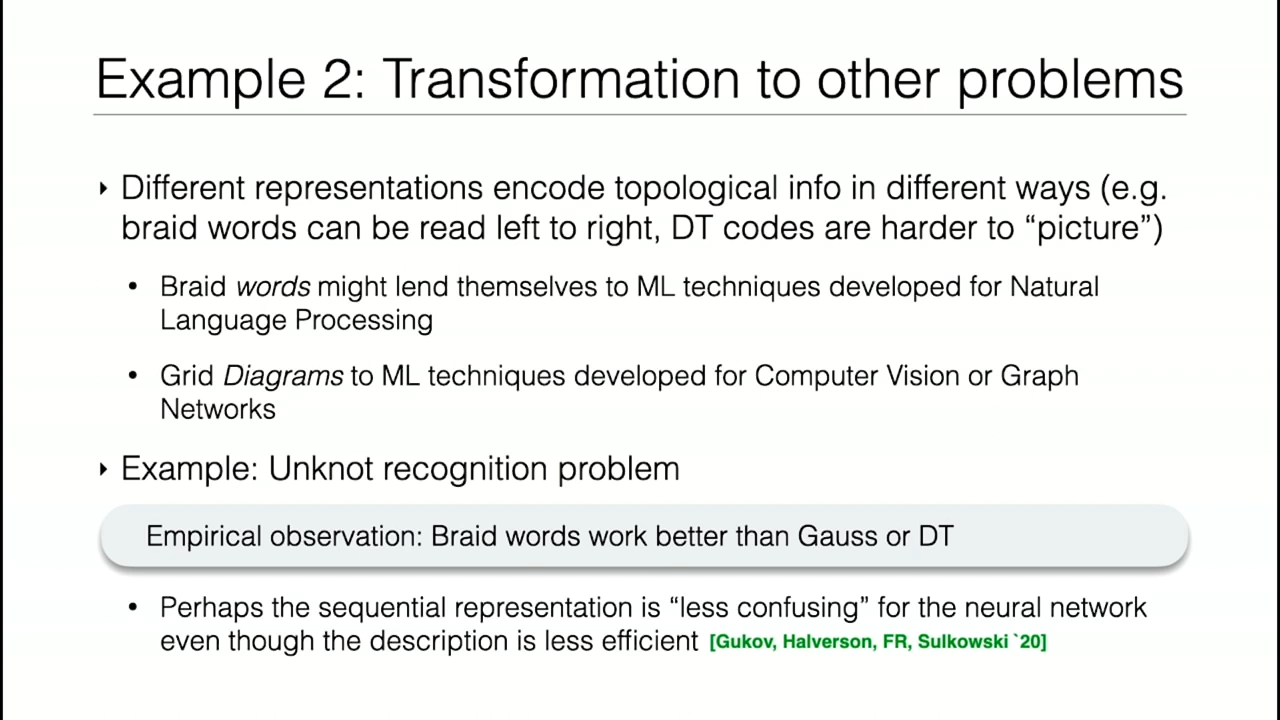 Example 2: Transformation to other problems
‣ Different representations encode topological info in different ways (e.g.
braid words can be read left to right, DT codes are harder to “picture”)
• Braid words might lend themselves to ML techniques developed for Natural
Language Processing
• Grid Diagrams to ML techniques developed for Computer Vision or Graph
Networks
‣ Example: Unknot recognition problem
Empirical observation: Braid words work better than Gauss or DT
• Perhaps the sequential representation is “less confusing” for the neural network
even though the description is less efficient [Gukov, Halverson, FR, Sulkowski `20]